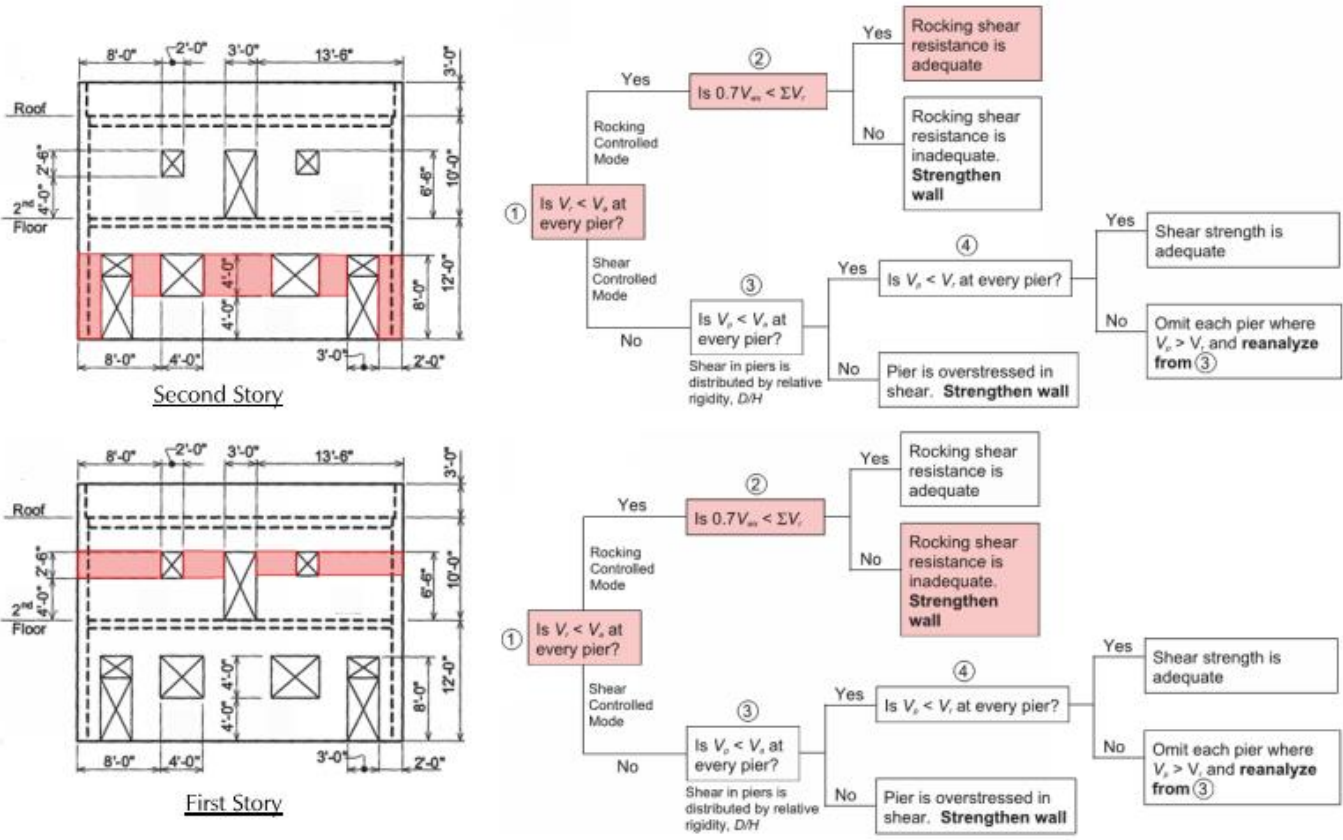 8'-0"
2'-0"
3'-0"
13'-6"
3'-0"
Roof
2'-6"
4'-0"
6'-6"
10'-0"
2nd
Floor
4'-0"
4'-0"
8'-0"
12'-0"
8'-0"
4'-0"
3'-0"
2'-0"
Second Story
① Is Vr < Va at
every pier?
Yes
Rocking
Controlled
Mode
Shear
Controlled
Mode
No
②
Is 0.7Vwx < ΣVr
Yes
Rocking shear
resistance is
adequate
No
Rocking shear
resistance is
inadequate.
Strengthen
wall
③
Is Vp < Va at
every pier?
Shear in piers is
distributed by relative
rigidity, D/H
Yes
④
Is Vp < Vr at every pier?
Yes
Shear strength is
adequate
No
Omit each pier where
Vp > Vr and reanalyze
from ③
No
Pier is overstressed in
shear. Strengthen wall
8'-0"
2'-0"
3'-0"
13'-6"
3'-0"
Roof
2'-6"
4'-0"
6'-6"
10'-0"
2nd
Floor
4'-0"
4'-0"
8'-0"
12'-0"
8'-0"
4'-0"
3'-0"
2'-0"
First Story
① Is Vr < Va at
every pier?
Yes
Rocking
Controlled
Mode
Shear
Controlled
Mode
No
②
Is 0.7Vwx < ΣVr
Yes
Rocking shear
resistance is
adequate
No
Rocking shear
resistance is
inadequate.
Strengthen
wall
③
Is Vp < Va at
every pier?
Shear in piers is
distributed by relative
rigidity, D/H
Yes
④
Is Vp < Vr at every pier?
Yes
Shear strength is
adequate
No
Omit each pier where
Vp > Vr and reanalyze
from ③
No
Pier is overstressed in
shear. Strengthen wall